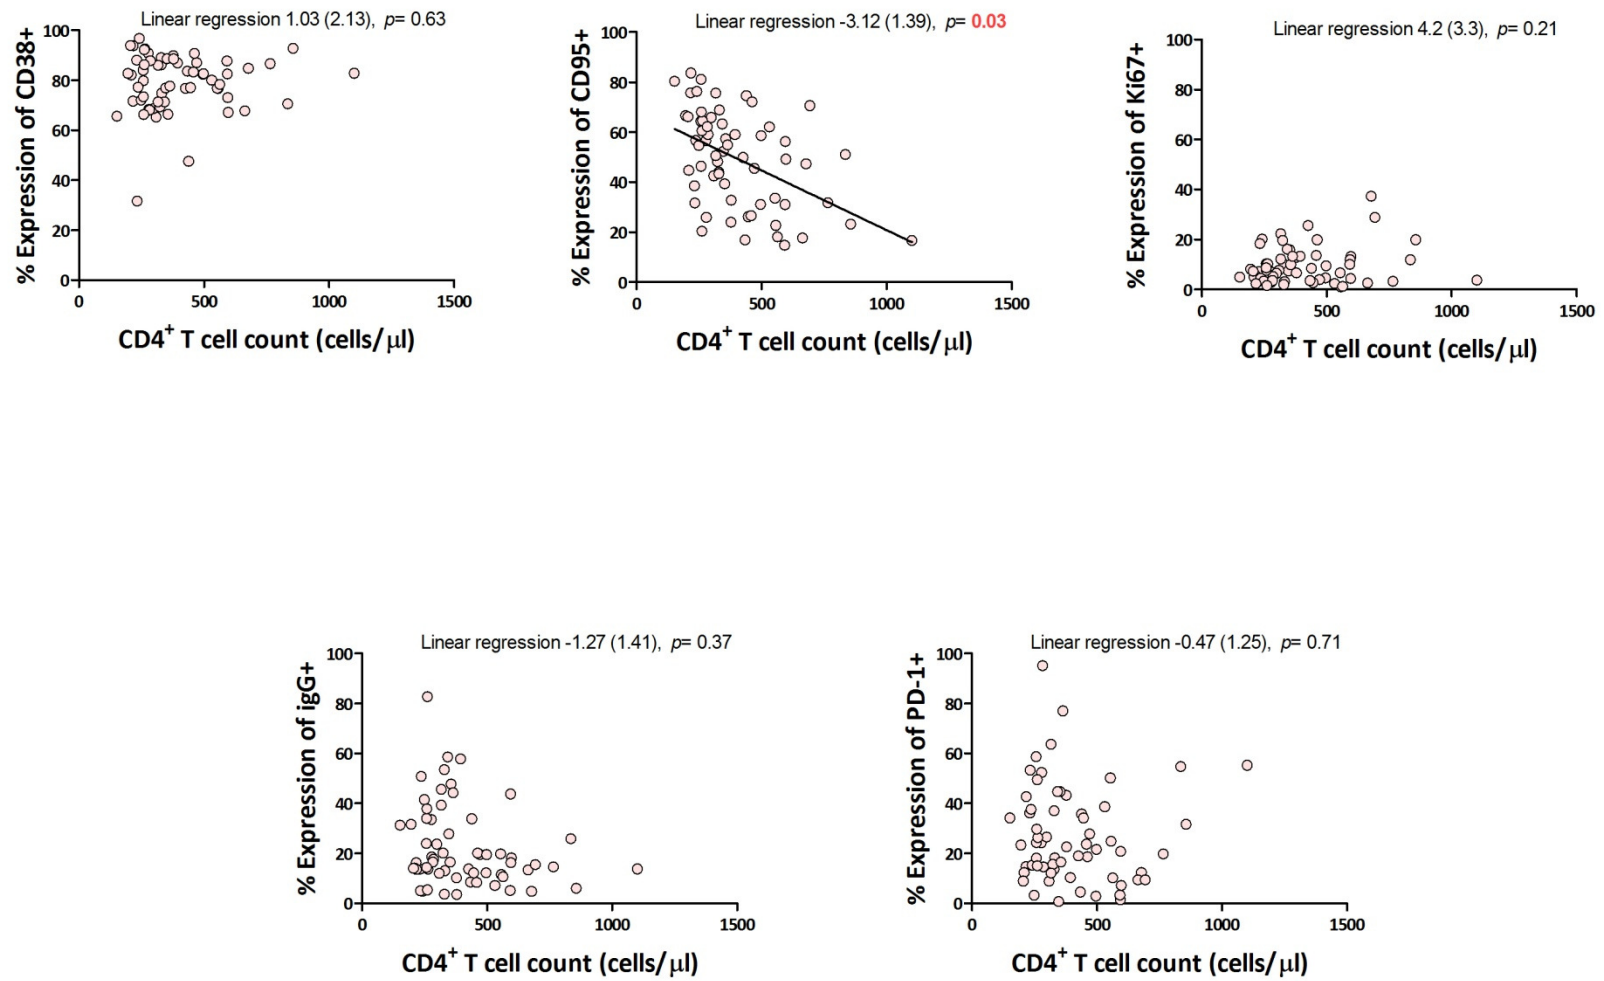 Linear regression 1.03 (2.13), p= 0.63
% Expression of CD38+
100
80
60
40
20
0
0 500 1000 1500
CD4+ T cell count (cells/μl)
Linear regression -3.12 (1.39), p= 0.03
% Expression of CD95+
100
80
60
40
20
0
0 500 1000 1500
CD4+ T cell count (cells/μl)
Linear regression 4.2 (3.3), p= 0.21
% Expression of Ki67+
100
80
60
40
20
0
0 500 1000 1500
CD4+ T cell count (cells/μl)
Linear regression -1.27 (1.41), p= 0.37
% Expression of igG+
100
80
60
40
20
0
0 500 1000 1500
CD4+ T cell count (cells/μl)
Linear regression -0.47 (1.25), p= 0.71
% Expression of PD-1+
100
80
60
40
20
0
0 500 1000 1500
CD4+ T cell count (cells/μl)